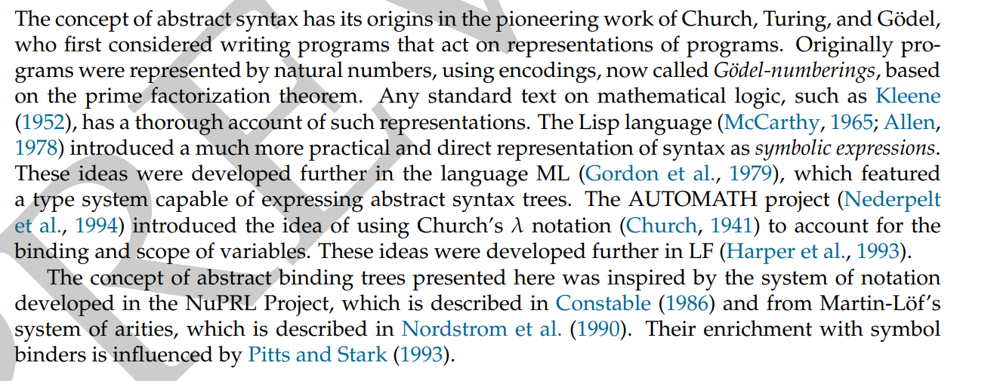 The concept of abstract syntax has its origins in the pioneering work of Church, Turing, and Gödel,
who first considered writing programs that act on representations of programs. Originally pro-
grams were represented by natural numbers, using encodings, now called Gödel-numberings, based
on the prime factorization theorem. Any standard text on mathematical logic, such as Kleene
(1952), has a thorough account of such representations. The Lisp language (McCarthy, 1965; Allen,
1978) introduced a much more practical and direct representation of syntax as symbolic expressions.
These ideas were developed further in the language ML (Gordon et al., 1979), which featured
a type system capable of expressing abstract syntax trees. The AUTOMATH project (Nederpelt
et al., 1994) introduced the idea of using Church's λ notation (Church, 1941) to account for the
binding and scope of variables. These ideas were developed further in LF (Harper et al., 1993).
The concept of abstract binding trees presented here was inspired by the system of notation
developed in the NuPRL Project, which is described in Constable (1986) and from Martin-Löf's
system of arities, which is described in Nordstrom et al. (1990). Their enrichment with symbol
binders is influenced by Pitts and Stark (1993).